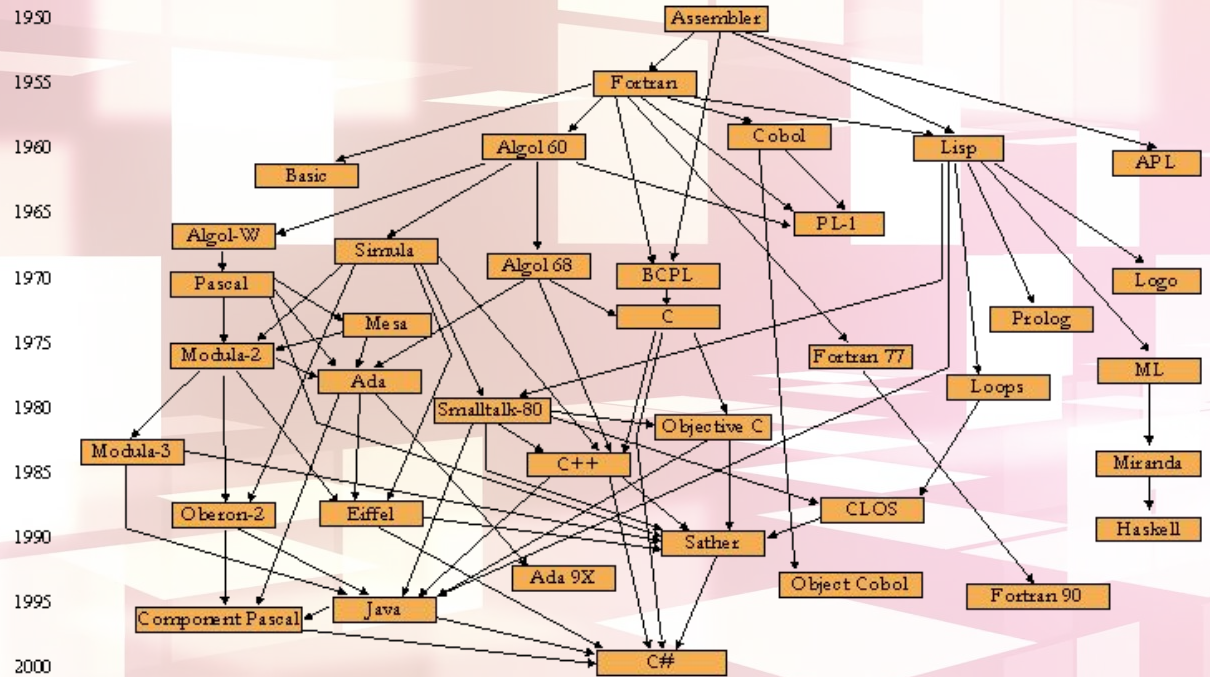 1950
Assembler
1955
Fortran
Cobol
1960
Algol 60
Lisp
APL
Basic
1965
PL-1
Algol-W
Simula
Algol 68
1970
Pascal
BCPL
Logo
C
Prolog
Mesa
1975
Modula-2
Fortran 77
ML
Ada
Loops
1980
Smalltalk-80
Objective C
Modula-3
C++
Miranda
1985
CLOS
Oberon-2
Eiffel
Haskell
1990
Sather
Ada 9X
Object Cobol
Fortran 90
1995
Java
Component Pascal
C#
2000